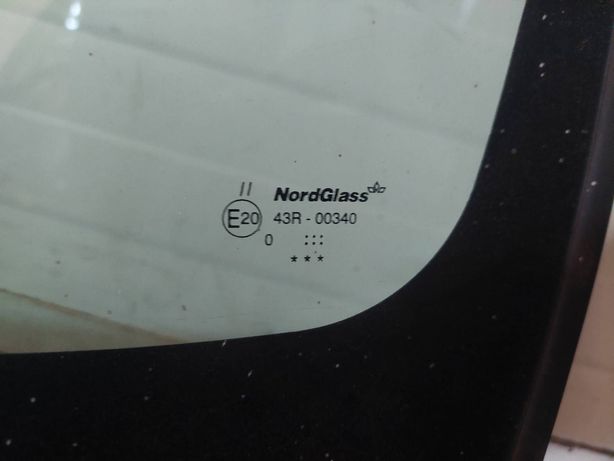 II NordGlass
E20 43R - 00340
0 :::
* * *